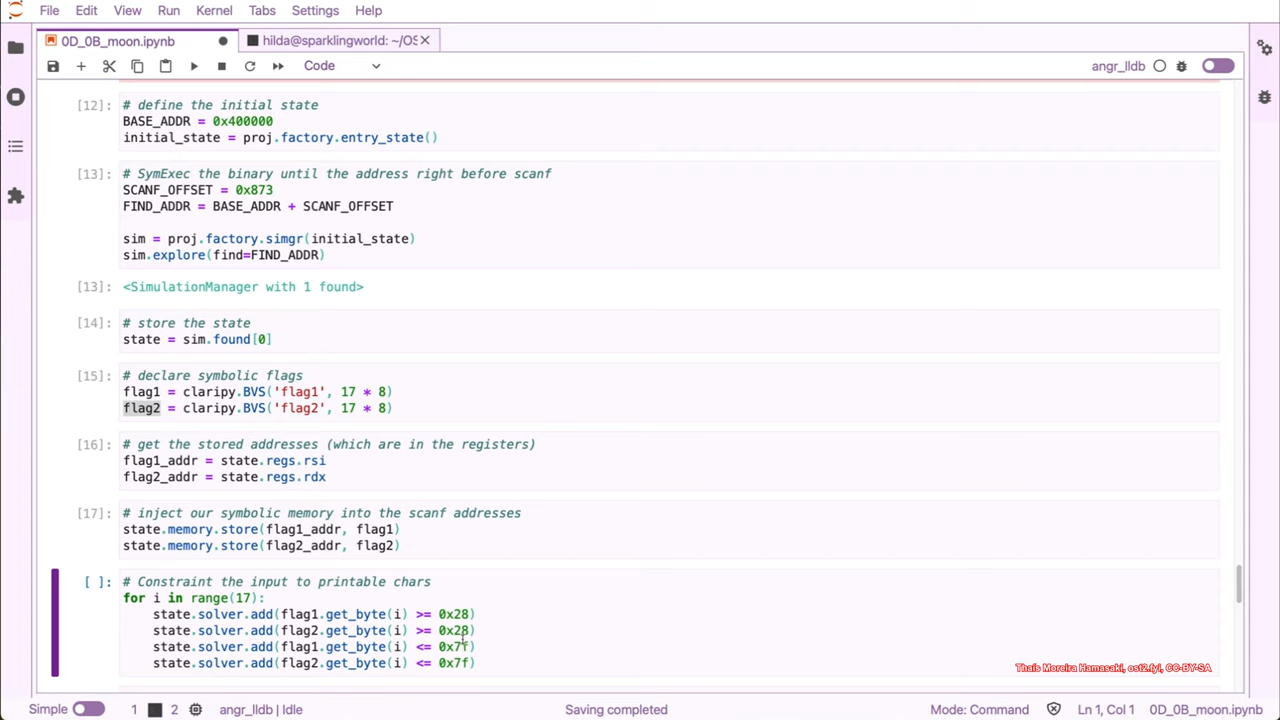 File Edit View Run Kernel Tabs Settings Help
0D_0B_moon.ipynb
hilda@sparklingworld: ~/OS
Code
angr_lldb
[12]:
# define the initial state
BASE_ADDR = 0x400000
initial_state = proj.factory.entry_state()
[13]:
# SymExec the binary until the address right before scanf
SCANF_OFFSET = 0x873
FIND_ADDR = BASE_ADDR + SCANF_OFFSET
sim = proj.factory.simgr(initial_state)
sim.explore(find=FIND_ADDR)
[13]:
<SimulationManager with 1 found>
[14]:
# store the state
state = sim.found[0]
[15]:
# declare symbolic flags
flag1 = claripy.BVS('flag1', 17 * 8)
flag2 = claripy.BVS('flag2', 17 * 8)
[16]:
# get the stored addresses (which are in the registers)
flag1_addr = state.regs.rsi
flag2_addr = state.regs.rdx
[17]:
# inject our symbolic memory into the scanf addresses
state.memory.store(flag1_addr, flag1)
state.memory.store(flag2_addr, flag2)
[ ]:
# Constraint the input to printable chars
for i in range(17):
state.solver.add(flag1.get_byte(i) >= 0x28)
state.solver.add(flag2.get_byte(i) >= 0x28)
state.solver.add(flag1.get_byte(i) <= 0x7f)
state.solver.add(flag2.get_byte(i) <= 0x7f)
Thais Moreira Hamasaki, ost2.fyi, CC-BY-SA
Simple 1 2 angr_lldb | Idle Saving completed Mode: Command Ln 1, Col 1 0D_0B_moon.ipynb